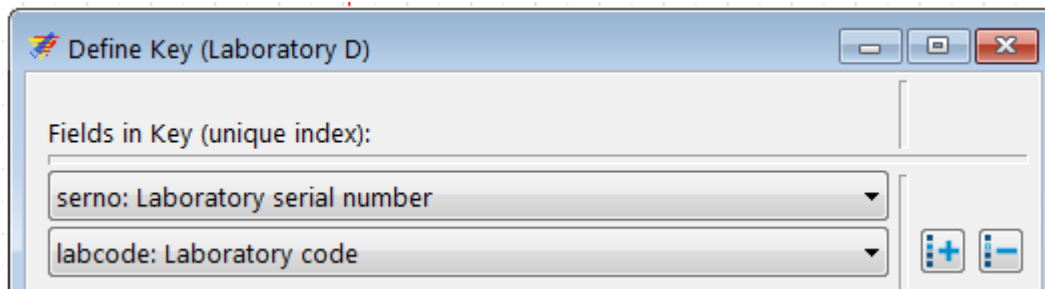 Define Key (Laboratory D)
Fields in Key (unique index):
serno: Laboratory serial number
labcode: Laboratory code